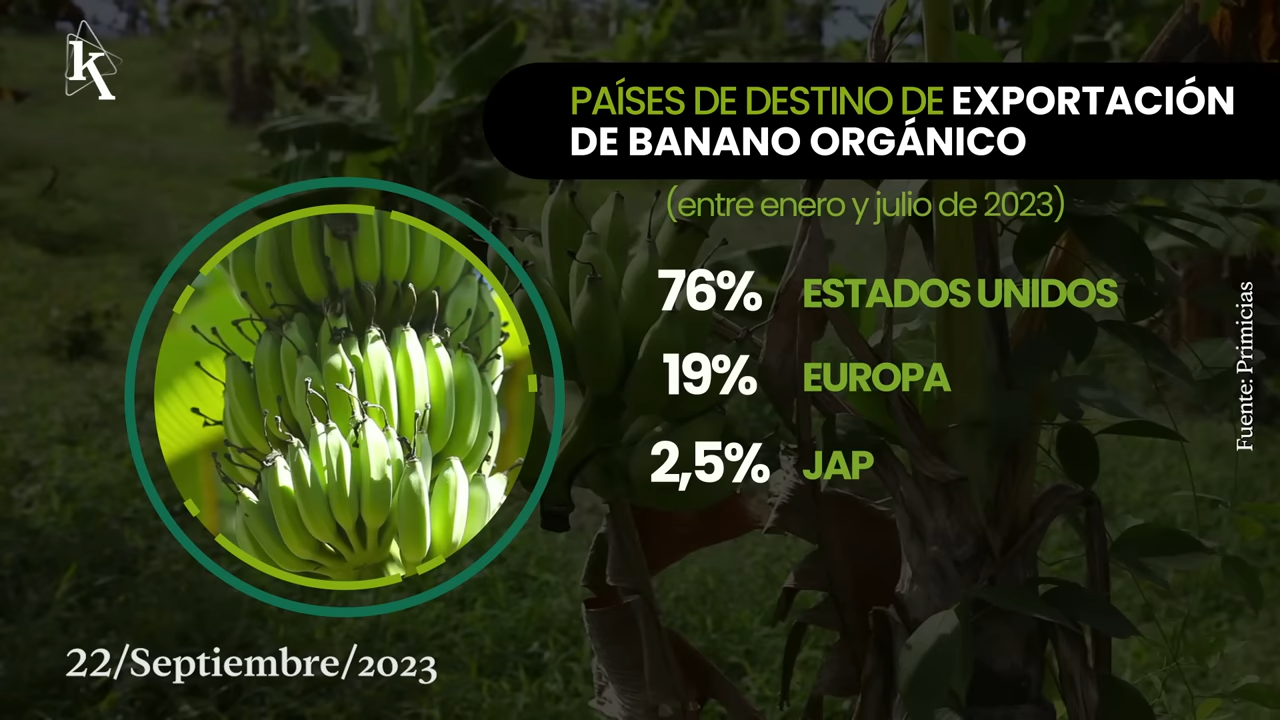 k
PAÍSES DE DESTINO DE EXPORTACIÓN
DE BANANO ORGÁNICO
(entre enero y julio de 2023)
76% ESTADOS UNIDOS
19% EUROPA
2,5% JAP
Fuente: Primicias
22/Septiembre/2023